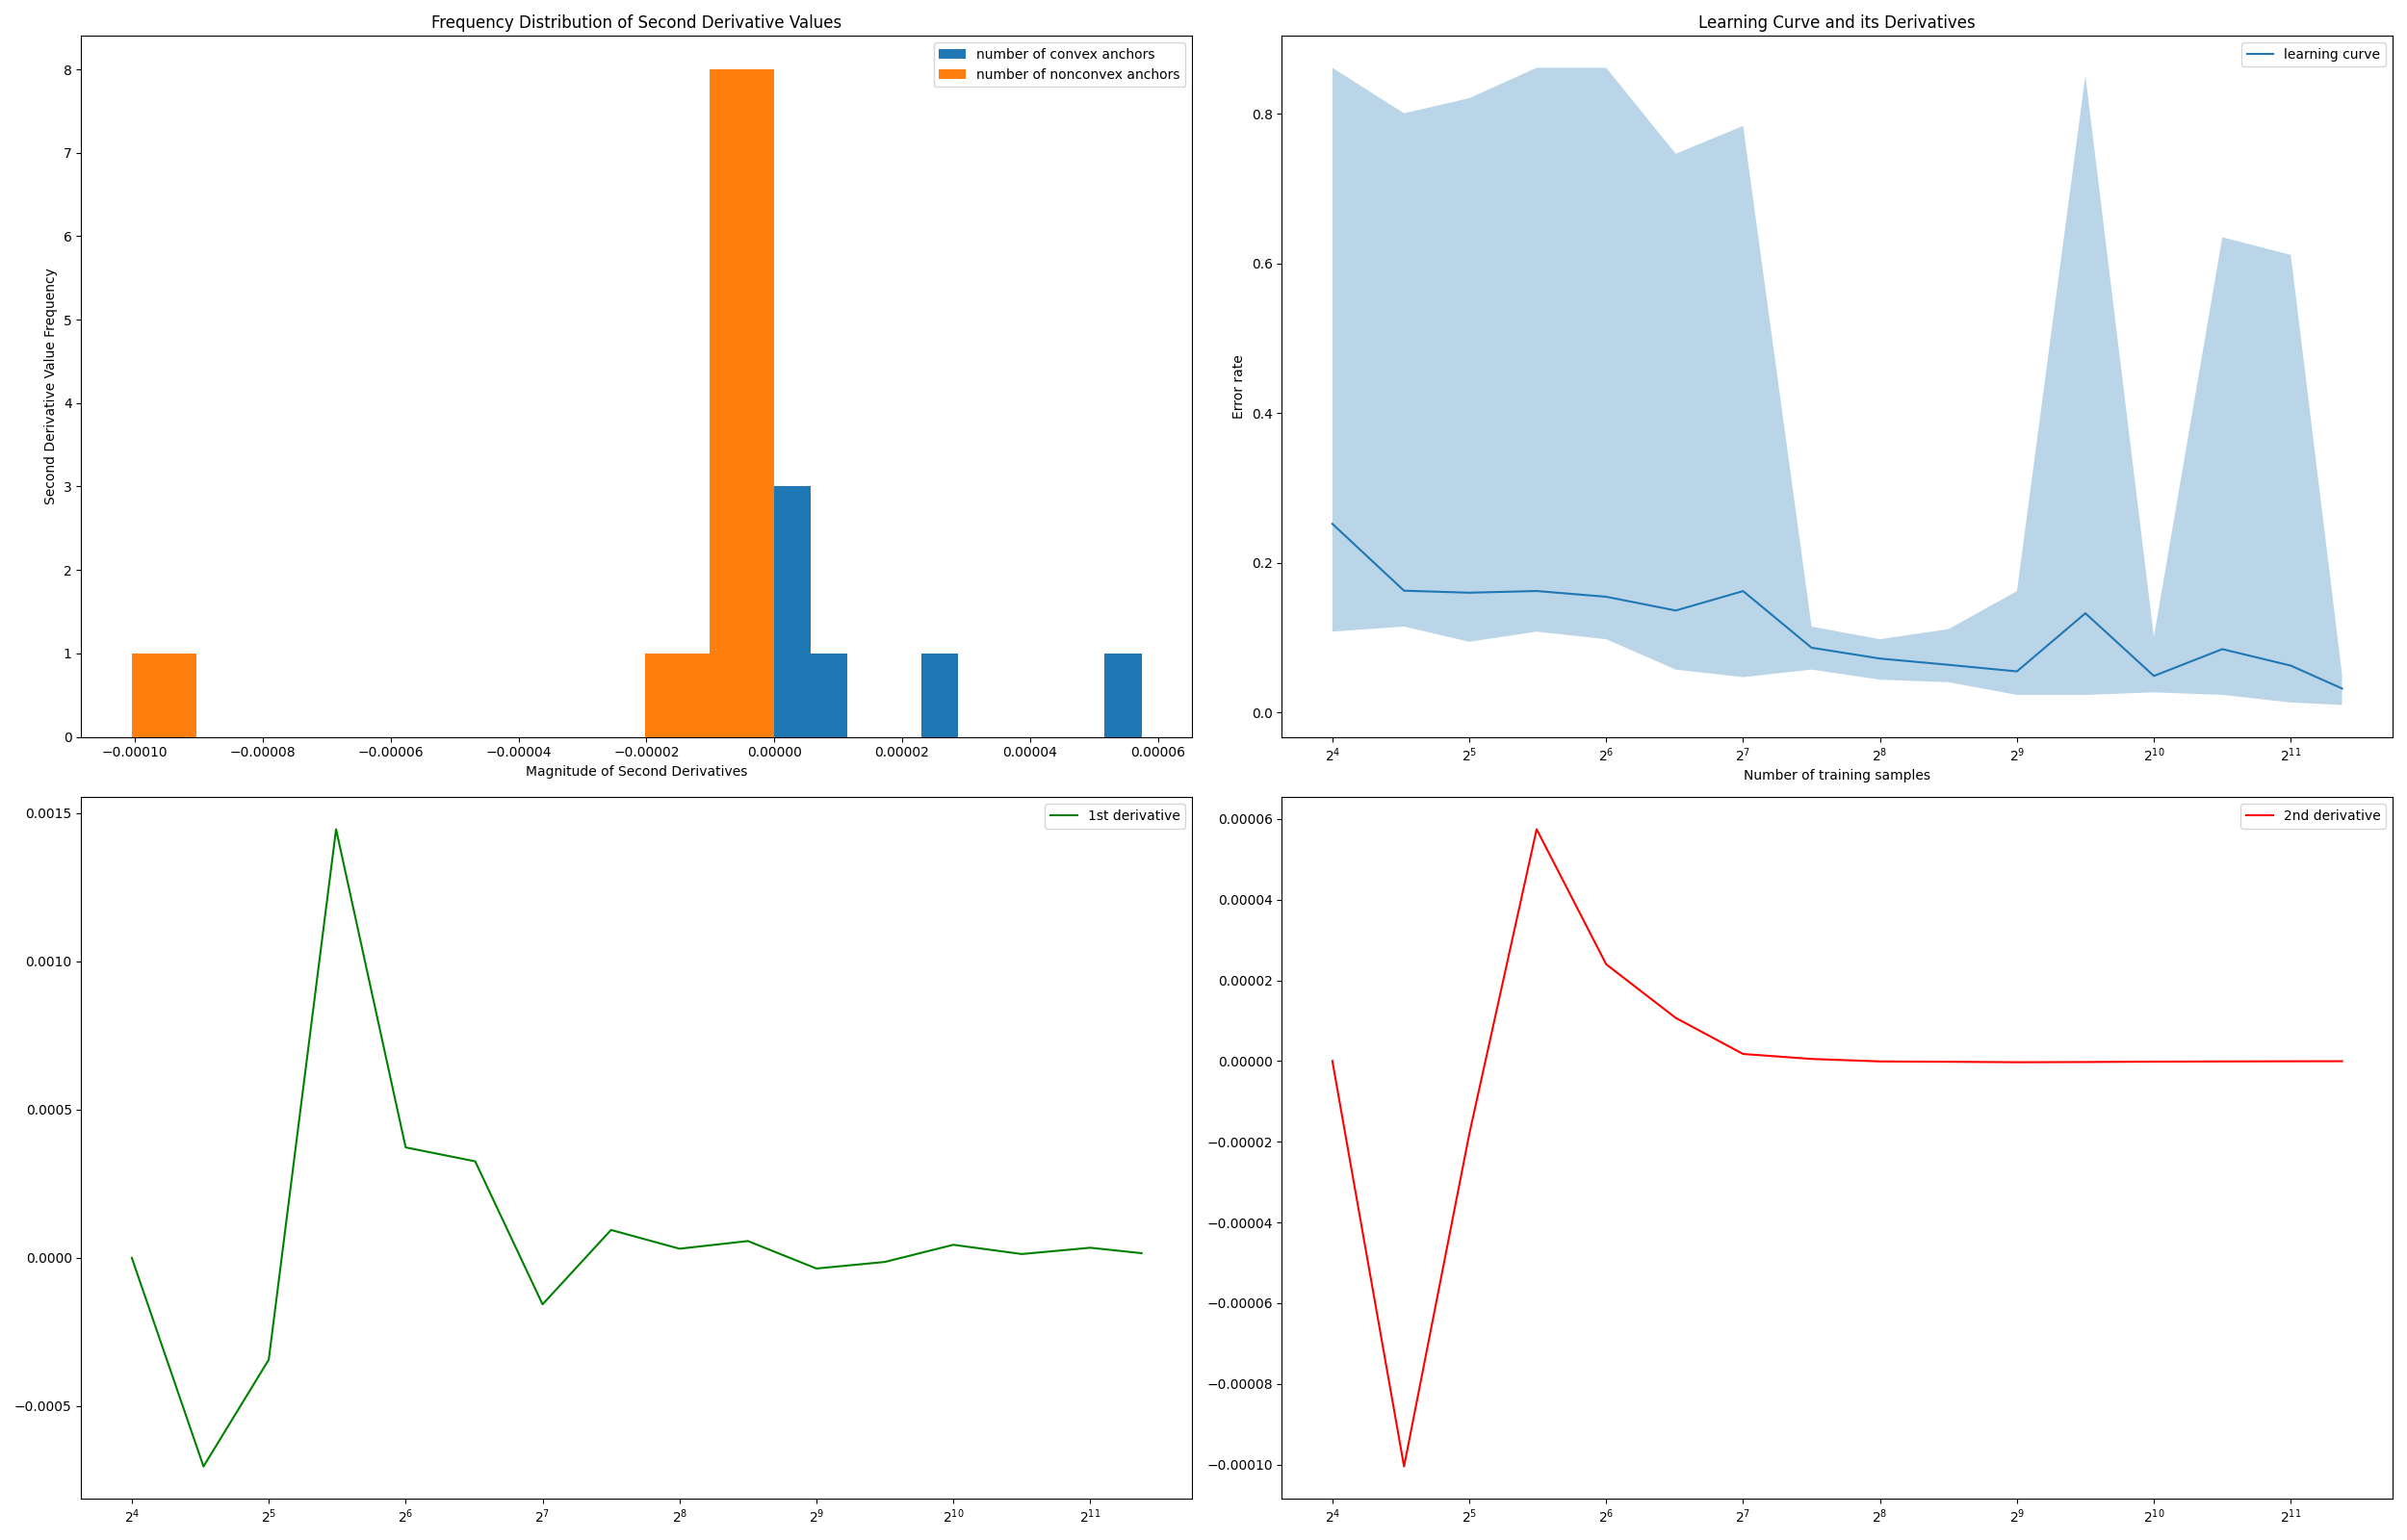 Frequency Distribution of Second Derivative Values
number of convex anchors
number of nonconvex anchors
Second Derivative Value Frequency
8
7
6
5
4
3
2
1
0
−0.00010 −0.00008 −0.00006 −0.00004 −0.00002 0.00000 0.00002 0.00004 0.00006
Magnitude of Second Derivatives
Learning Curve and its Derivatives
learning curve
Error rate
0.8
0.6
0.4
0.2
0.0
2⁴ 2⁵ 2⁶ 2⁷ 2⁸ 2⁹ 2¹⁰ 2¹¹
Number of training samples
1st derivative
0.0015
0.0010
0.0005
0.0000
−0.0005
2⁴ 2⁵ 2⁶ 2⁷ 2⁸ 2⁹ 2¹⁰ 2¹¹
2nd derivative
0.00006
0.00004
0.00002
0.00000
−0.00002
−0.00004
−0.00006
−0.00008
−0.00010
2⁴ 2⁵ 2⁶ 2⁷ 2⁸ 2⁹ 2¹⁰ 2¹¹